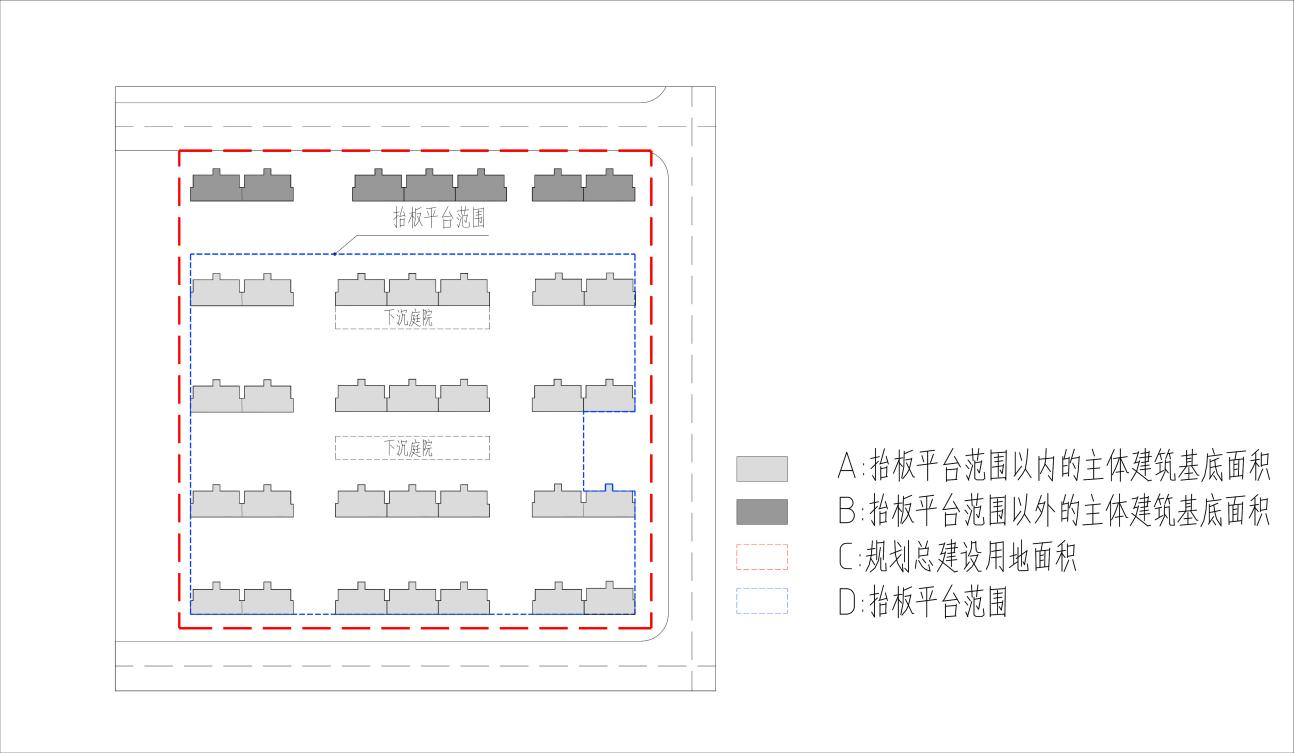 抬板平台范围
下沉庭院
下沉庭院
A:抬板平台范围以内的主体建筑基底面积
B:抬板平台范围以外的主体建筑基底面积
C:规划总建设用地面积
D:抬板平台范围